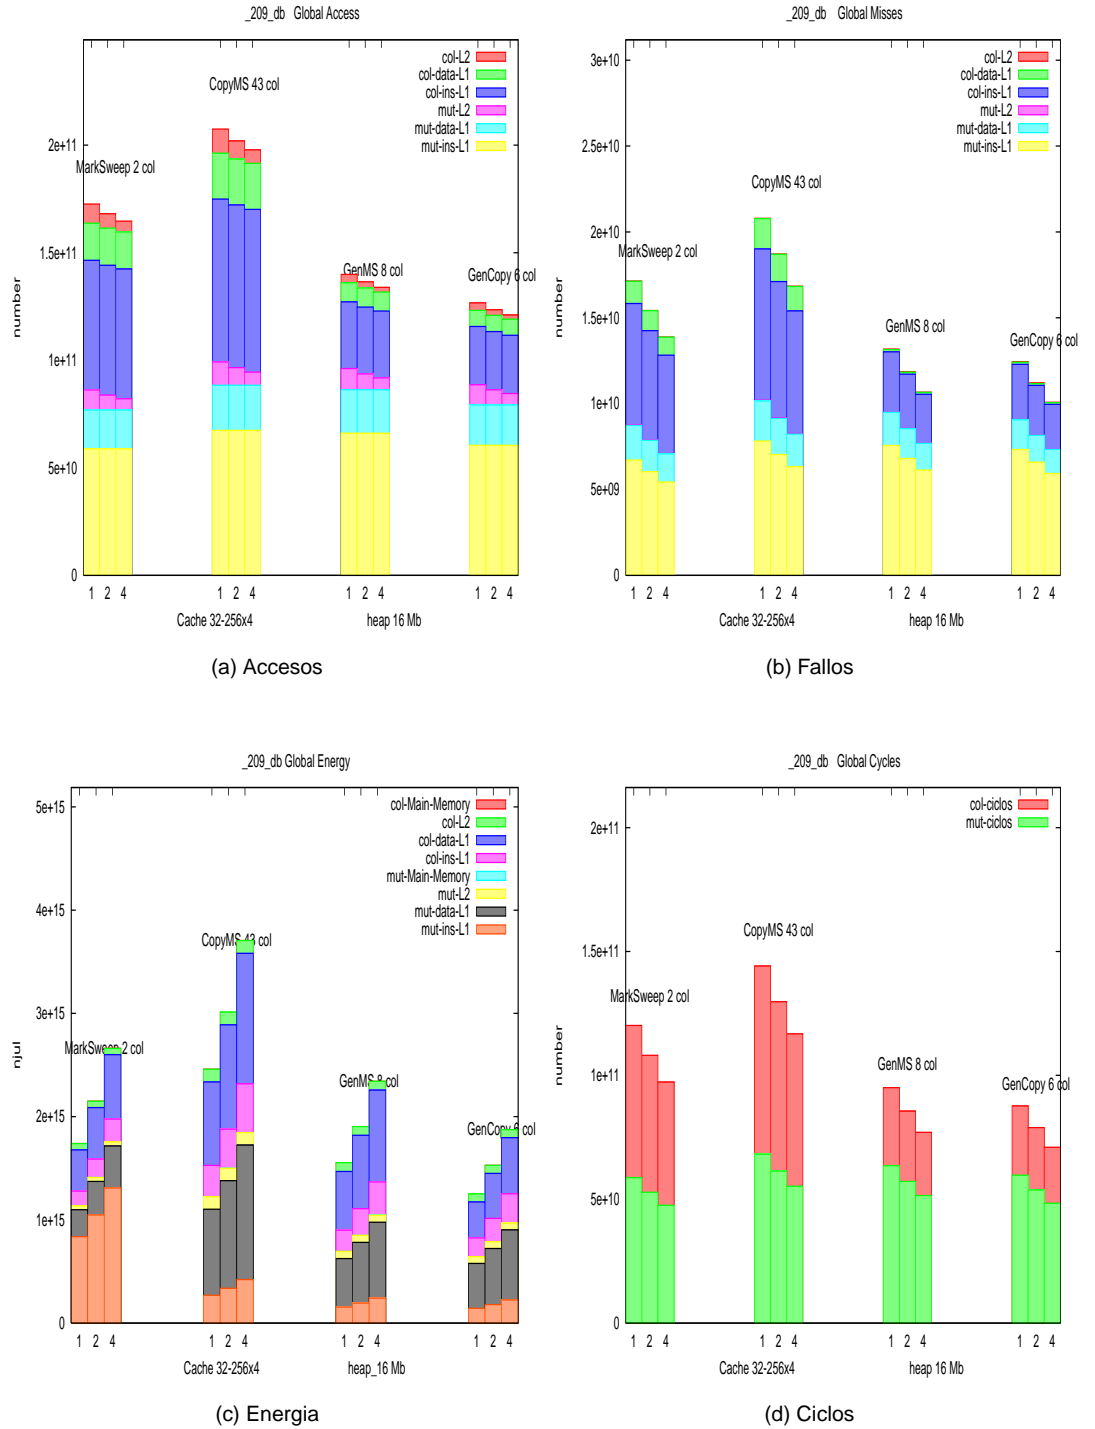 _209_db Global Access
col-L2
col-data-L1
col-ins-L1
mut-L2
mut-data-L1
mut-ins-L1
CopyMS 43 col
MarkSweep 2 col
GenMS 8 col
GenCopy 6 col
2e+11
1.5e+11
1e+11
5e+10
0
number
1 2 4 1 2 4 1 2 4 1 2 4
Cache 32-256x4 heap 16 Mb
(a) Accesos
_209_db Global Misses
col-L2
col-data-L1
col-ins-L1
mut-L2
mut-data-L1
mut-ins-L1
CopyMS 43 col
MarkSweep 2 col
GenMS 8 col
GenCopy 6 col
3e+10
2.5e+10
2e+10
1.5e+10
1e+10
5e+09
0
number
1 2 4 1 2 4 1 2 4 1 2 4
Cache 32-256x4 heap 16 Mb
(b) Fallos
_209_db Global Energy
col-Main-Memory
col-L2
col-data-L1
col-ins-L1
mut-Main-Memory
mut-L2
mut-data-L1
mut-ins-L1
CopyMS 43 col
MarkSweep 2 col
GenMS 8 col
GenCopy 6 col
5e+15
4e+15
3e+15
2e+15
1e+15
0
njul
1 2 4 1 2 4 1 2 4 1 2 4
Cache 32-256x4 heap_16 Mb
(c) Energia
_209_db Global Cycles
col-ciclos
mut-ciclos
CopyMS 43 col
MarkSweep 2 col
GenMS 8 col
GenCopy 6 col
2e+11
1.5e+11
1e+11
5e+10
0
number
1 2 4 1 2 4 1 2 4 1 2 4
Cache 32-256x4 heap 16 Mb
(d) Ciclos